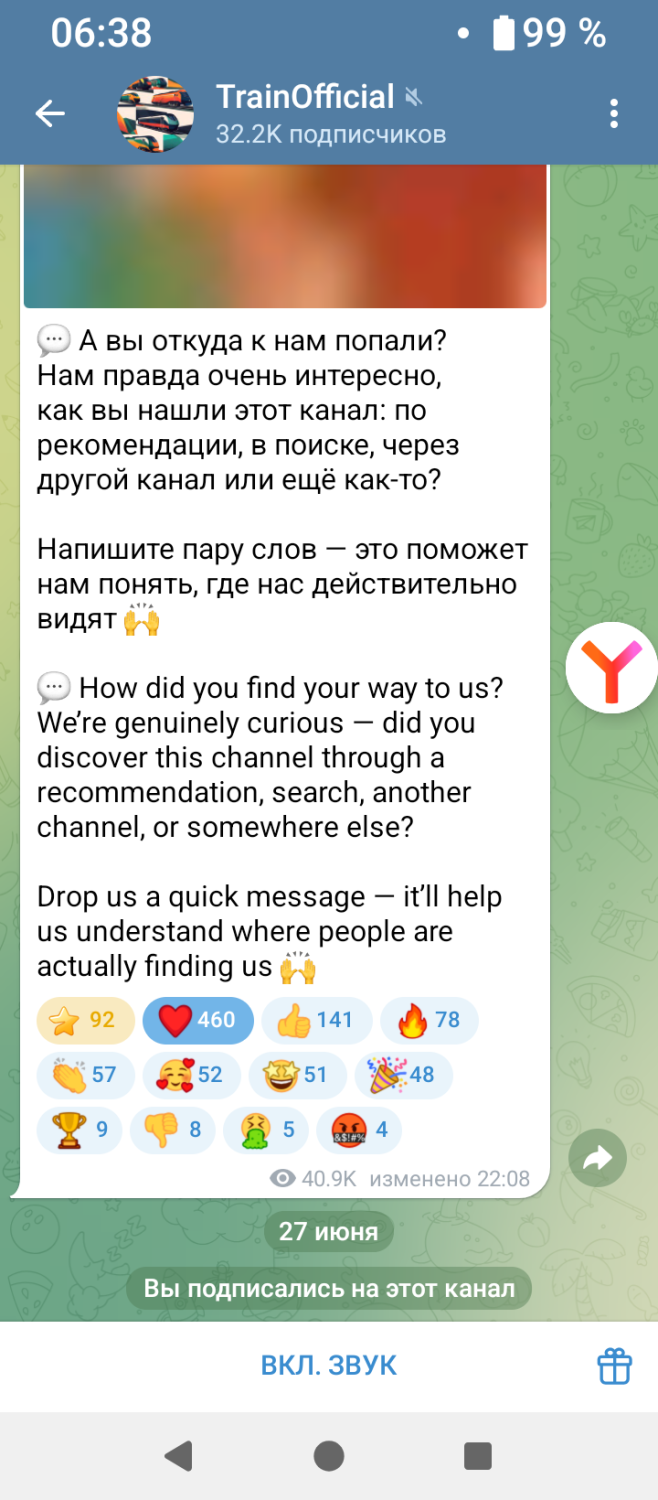 06:38
99 %
TrainOfficial
32.2K подписчиков
💬 А вы откуда к нам попали?
Нам правда очень интересно,
как вы нашли этот канал: по
рекомендации, в поиске, через
другой канал или ещё как-то?
Напишите пару слов — это поможет
нам понять, где нас действительно
видят 🙌
💬 How did you find your way to us?
We’re genuinely curious — did you
discover this channel through a
recommendation, search, another
channel, or somewhere else?
Drop us a quick message — it’ll help
us understand where people are
actually finding us 🙌
92 460 141 78
57 52 51 48
9 8 5 4
40.9K изменено 22:08
27 июня
Вы подписались на этот канал
ВКЛ. ЗВУК